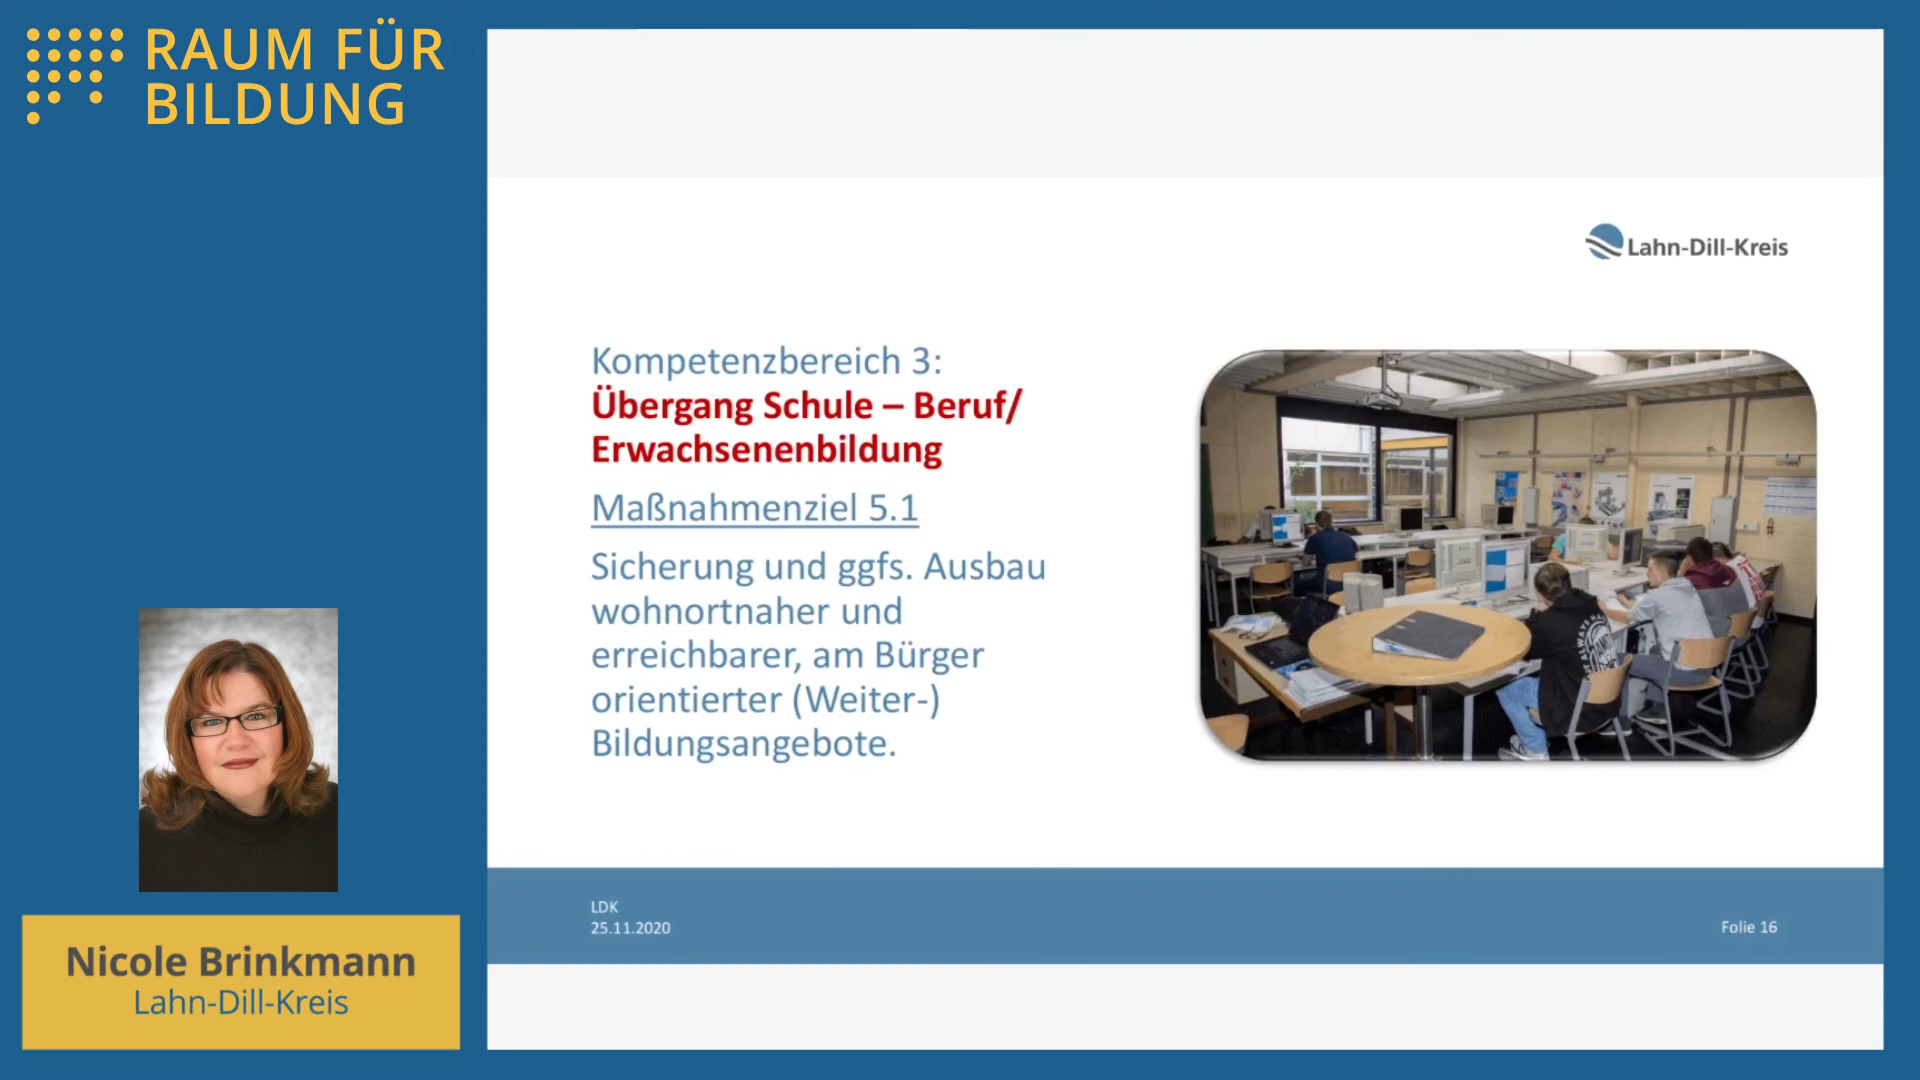 RAUM FÜR
BILDUNG
Lahn-Dill-Kreis
Kompetenzbereich 3:
Übergang Schule – Beruf/
Erwachsenenbildung
Maßnahmenziel 5.1
Sicherung und ggfs. Ausbau
wohnortnaher und
erreichbarer, am Bürger
orientierter (Weiter-)
Bildungsangebote.
LDK
25.11.2020
Folie 16
Nicole Brinkmann
Lahn-Dill-Kreis